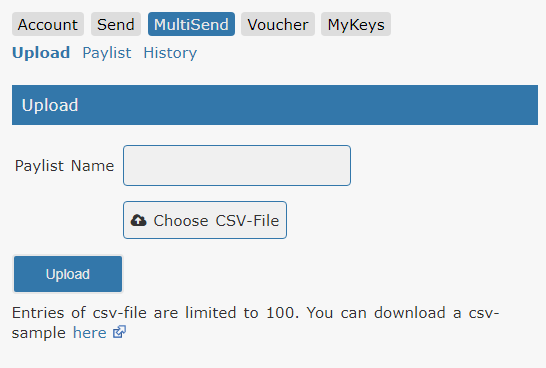 Account Send MultiSend Voucher MyKeys
Upload Paylist History
Upload
Paylist Name
Choose CSV-File
Upload
Entries of csv-file are limited to 100. You can download a csv-
sample here